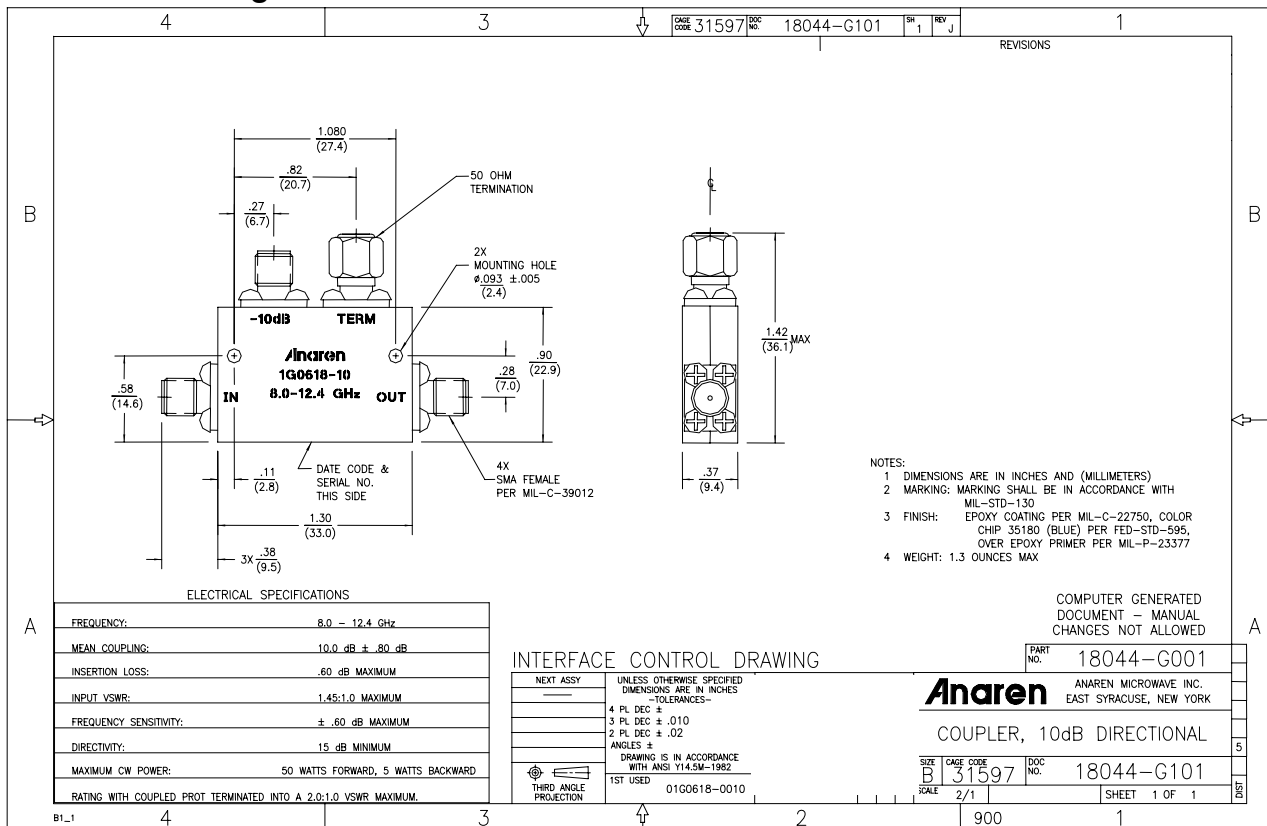 4
3
CAGE CODE 31597 DOC NO. 18044-G101 SH 1 REV J
1
REVISIONS
1.080
(27.4)
.82
(20.7)
50 OHM
TERMINATION
.27
(6.7)
B
B
2X
MOUNTING HOLE
ø.093 ±.005
(2.4)
-10dB TERM
Anaren
1G0618-10
8.0-12.4 GHz
IN
OUT
.58
(14.6)
.90
(22.9)
.28
(7.0)
1.42 MAX
(36.1)
.11
(2.8)
DATE CODE &
SERIAL NO.
THIS SIDE
4X
SMA FEMALE
PER MIL-C-39012
.37
(9.4)
1.30
(33.0)
3X .38
(9.5)
NOTES:
1 DIMENSIONS ARE IN INCHES AND (MILLIMETERS)
2 MARKING: MARKING SHALL BE IN ACCORDANCE WITH
MIL-STD-130
3 FINISH: EPOXY COATING PER MIL-C-22750, COLOR
CHIP 35180 (BLUE) PER FED-STD-595,
OVER EPOXY PRIMER PER MIL-P-23377
4 WEIGHT: 1.3 OUNCES MAX
COMPUTER GENERATED
DOCUMENT - MANUAL
CHANGES NOT ALLOWED
A
A
ELECTRICAL SPECIFICATIONS
FREQUENCY: 8.0 - 12.4 GHz
MEAN COUPLING: 10.0 dB ± .80 dB
INSERTION LOSS: .60 dB MAXIMUM
INPUT VSWR: 1.45:1.0 MAXIMUM
FREQUENCY SENSITIVITY: ± .60 dB MAXIMUM
DIRECTIVITY: 15 dB MINIMUM
MAXIMUM CW POWER: 50 WATTS FORWARD, 5 WATTS BACKWARD
RATING WITH COUPLED PROT TERMINATED INTO A 2.0:1.0 VSWR MAXIMUM.
INTERFACE CONTROL DRAWING
NEXT ASSY
UNLESS OTHERWISE SPECIFIED
DIMENSIONS ARE IN INCHES
-TOLERANCES-
4 PL DEC ±
3 PL DEC ± .010
2 PL DEC ± .02
ANGLES ±
DRAWING IS IN ACCORDANCE
WITH ANSI Y14.5M-1982
THIRD ANGLE
PROJECTION
1ST USED
01G0618-0010
PART NO. 18044-G001
Anaren
ANAREN MICROWAVE INC.
EAST SYRACUSE, NEW YORK
COUPLER, 10dB DIRECTIONAL
SIZE B CAGE CODE 31597 DOC NO. 18044-G101
SCALE 2/1 SHEET 1 OF 1
5
DIST
B1_1
4
3
2
900
1